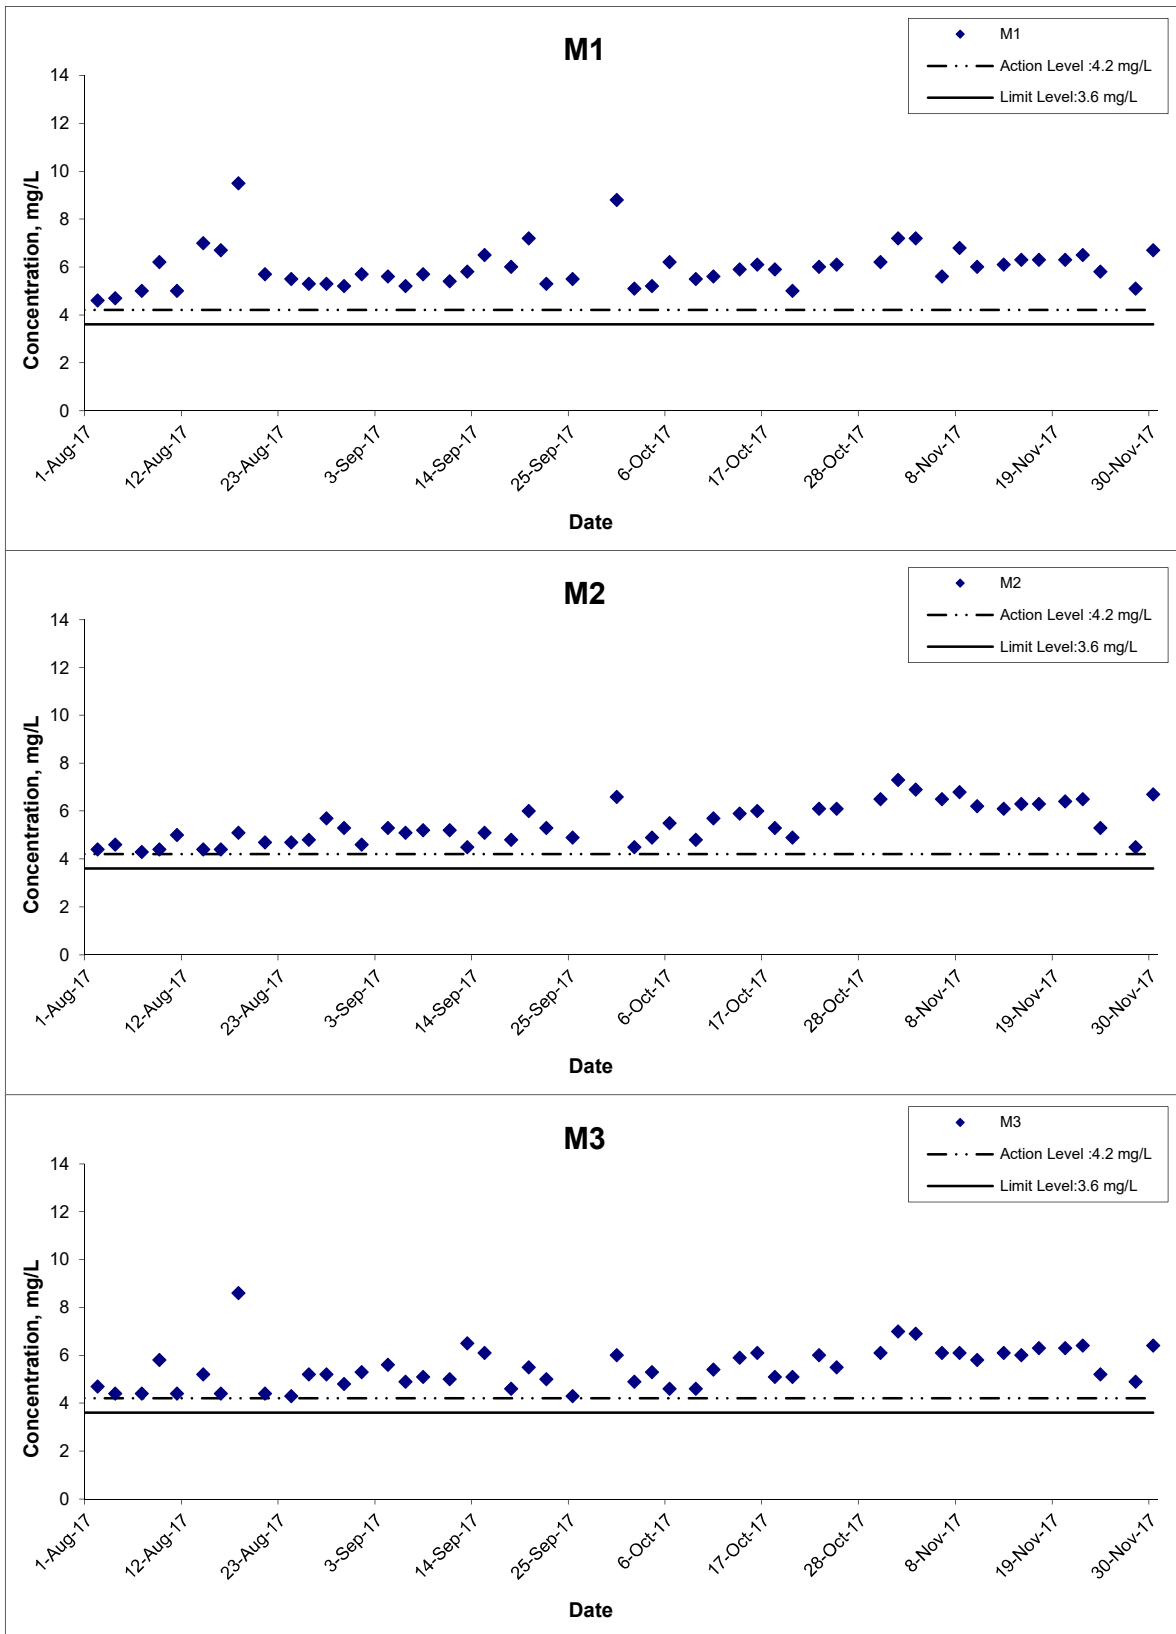 M1
M1
Action Level :4.2 mg/L
Limit Level:3.6 mg/L
Concentration, mg/L
14
12
10
8
6
4
2
0
1-Aug-17
12-Aug-17
23-Aug-17
3-Sep-17
14-Sep-17
25-Sep-17
6-Oct-17
17-Oct-17
28-Oct-17
8-Nov-17
19-Nov-17
30-Nov-17
Date
M2
M2
Action Level :4.2 mg/L
Limit Level:3.6 mg/L
Concentration, mg/L
14
12
10
8
6
4
2
0
1-Aug-17
12-Aug-17
23-Aug-17
3-Sep-17
14-Sep-17
25-Sep-17
6-Oct-17
17-Oct-17
28-Oct-17
8-Nov-17
19-Nov-17
30-Nov-17
Date
M3
M3
Action Level :4.2 mg/L
Limit Level:3.6 mg/L
Concentration, mg/L
14
12
10
8
6
4
2
0
1-Aug-17
12-Aug-17
23-Aug-17
3-Sep-17
14-Sep-17
25-Sep-17
6-Oct-17
17-Oct-17
28-Oct-17
8-Nov-17
19-Nov-17
30-Nov-17
Date